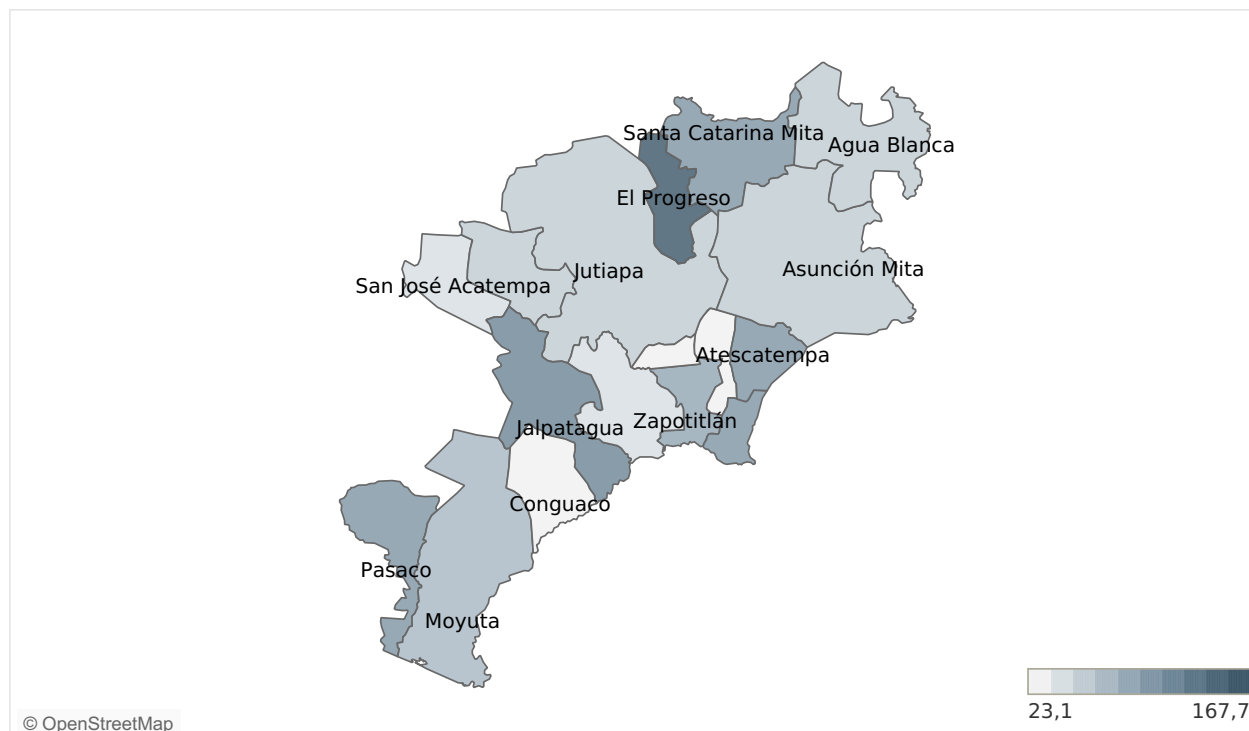 Santa Catarina Mita
Agua Blanca
El Progreso
Asunción Mita
Jutiapa
San José Acatempa
Atescatempa
Zapotitlán
Jalpatagua
Conguaco
Pasaco
Moyuta
23,1 167,7
© OpenStreetMap